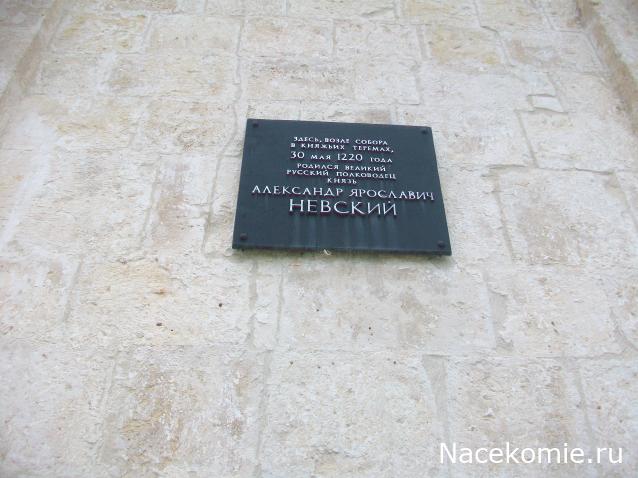 ЗДЕСЬ, ВОЗЛЕ СОБОРА
В КНЯЖЬИХ ТЕРЕМАХ,
30 МАЯ 1220 ГОДА
РОДИЛСЯ ВЕЛИКИЙ
РУССКИЙ ПОЛКОВОДЕЦ
КНЯЗЬ
АЛЕКСАНДР ЯРОСЛАВИЧ
НЕВСКИЙ
Nacekomie.ru